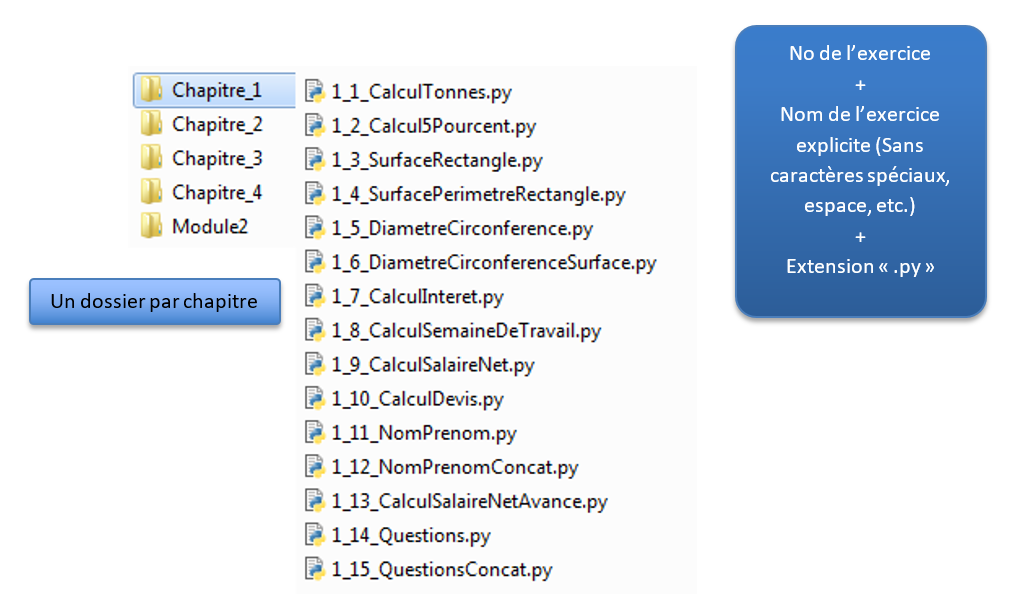 Chapitre_1
Chapitre_2
Chapitre_3
Chapitre_4
Module2
Un dossier par chapitre
1_1_CalculTonnes.py
1_2_Calcul5Pourcent.py
1_3_SurfaceRectangle.py
1_4_SurfacePerimetreRectangle.py
1_5_DiametreCirconference.py
1_6_DiametreCirconferenceSurface.py
1_7_CalculInteret.py
1_8_CalculSemaineDeTravail.py
1_9_CalculSalaireNet.py
1_10_CalculDevis.py
1_11_NomPrenom.py
1_12_NomPrenomConcat.py
1_13_CalculSalaireNetAvance.py
1_14_Questions.py
1_15_QuestionsConcat.py
No de l’exercice
+
Nom de l’exercice
explicite (Sans
caractères spéciaux,
espace, etc.)
+
Extension « .py »